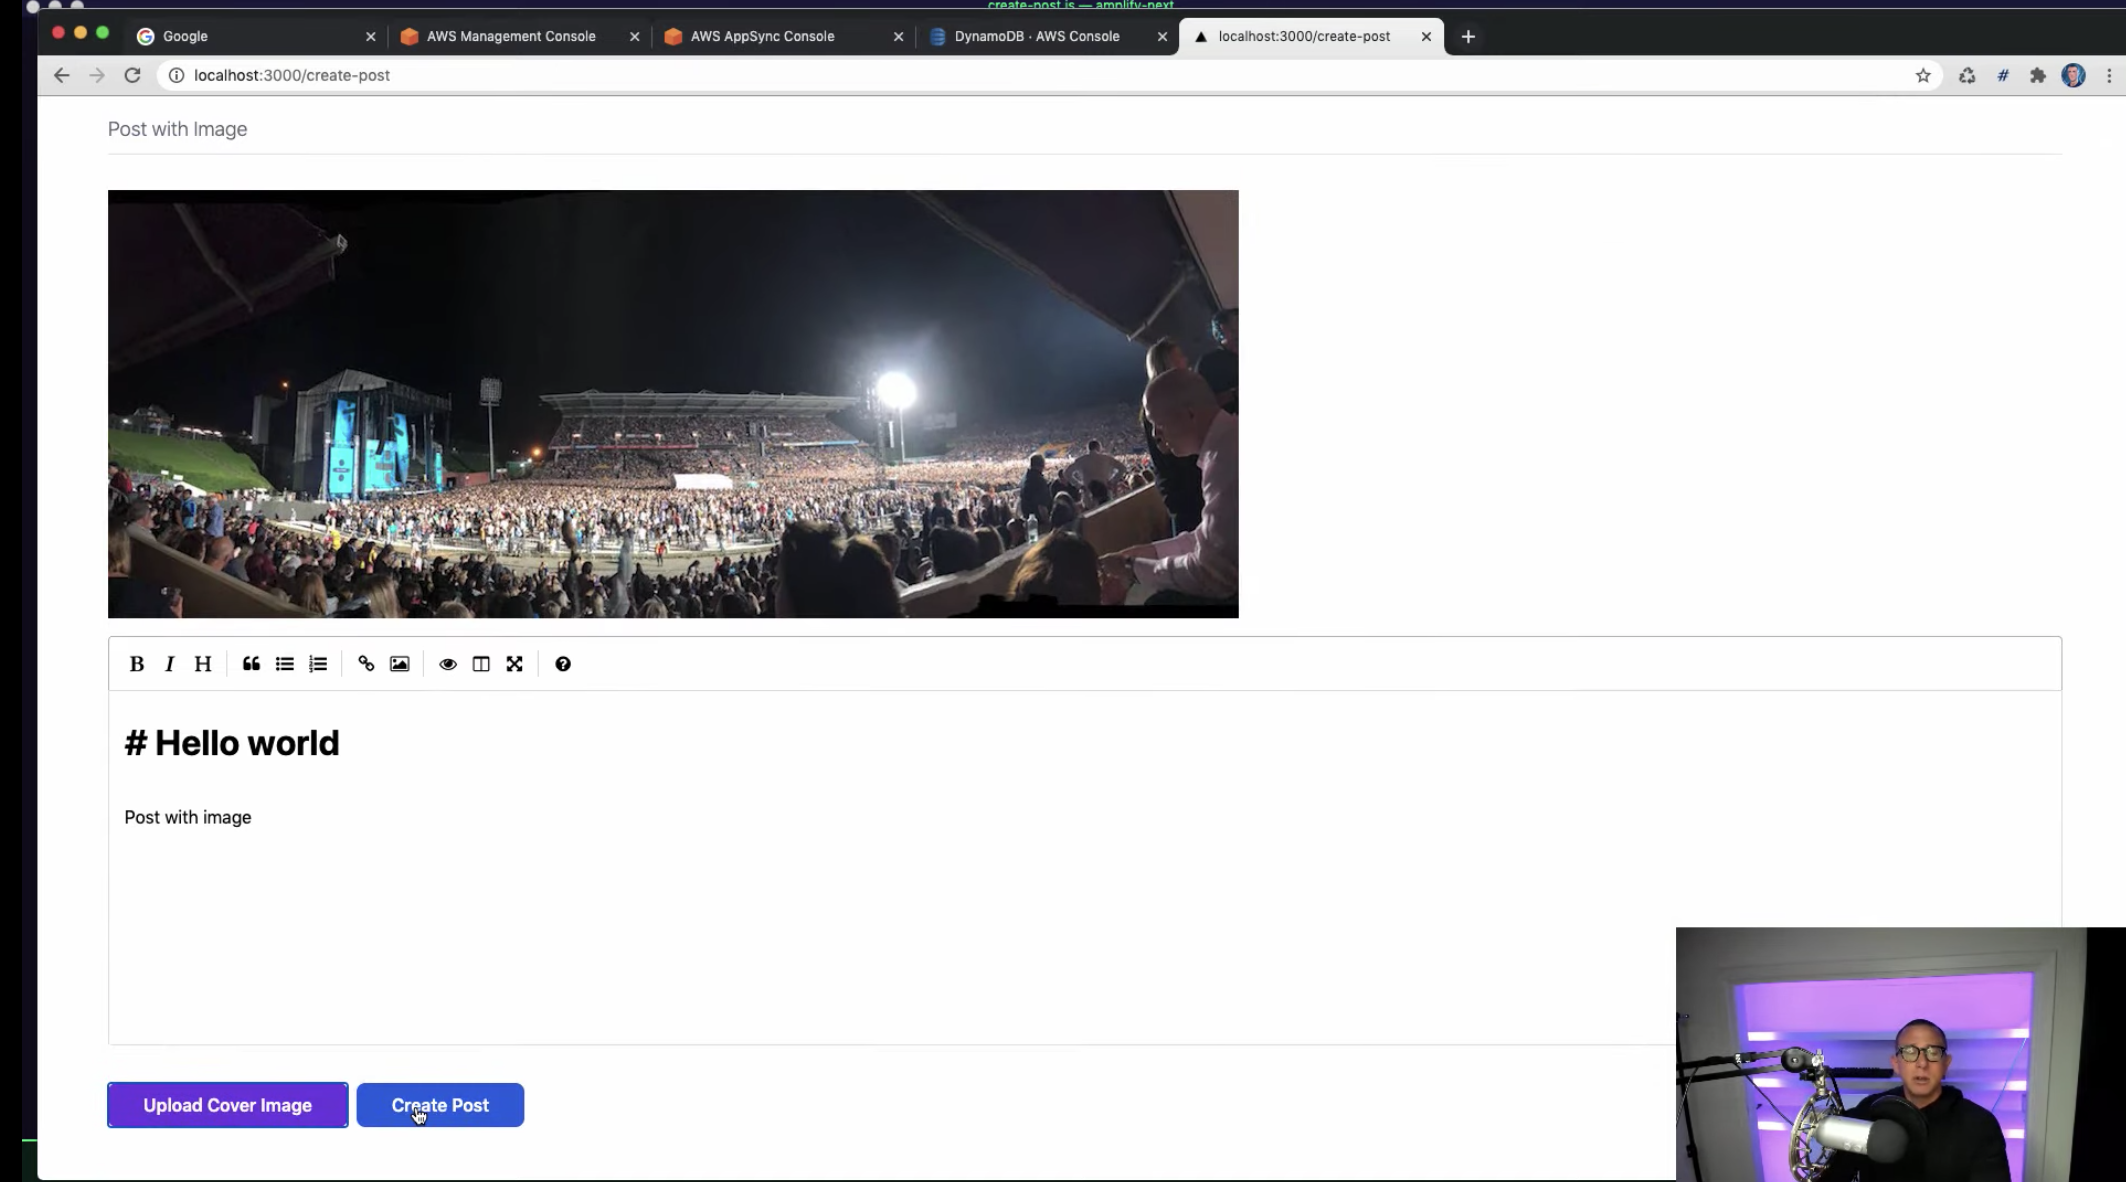 create-post.js — amplify-next
Google
AWS Management Console
AWS AppSync Console
DynamoDB · AWS Console
localhost:3000/create-post
localhost:3000/create-post
Post with Image
B I H
# Hello world
Post with image
Upload Cover Image
Create Post